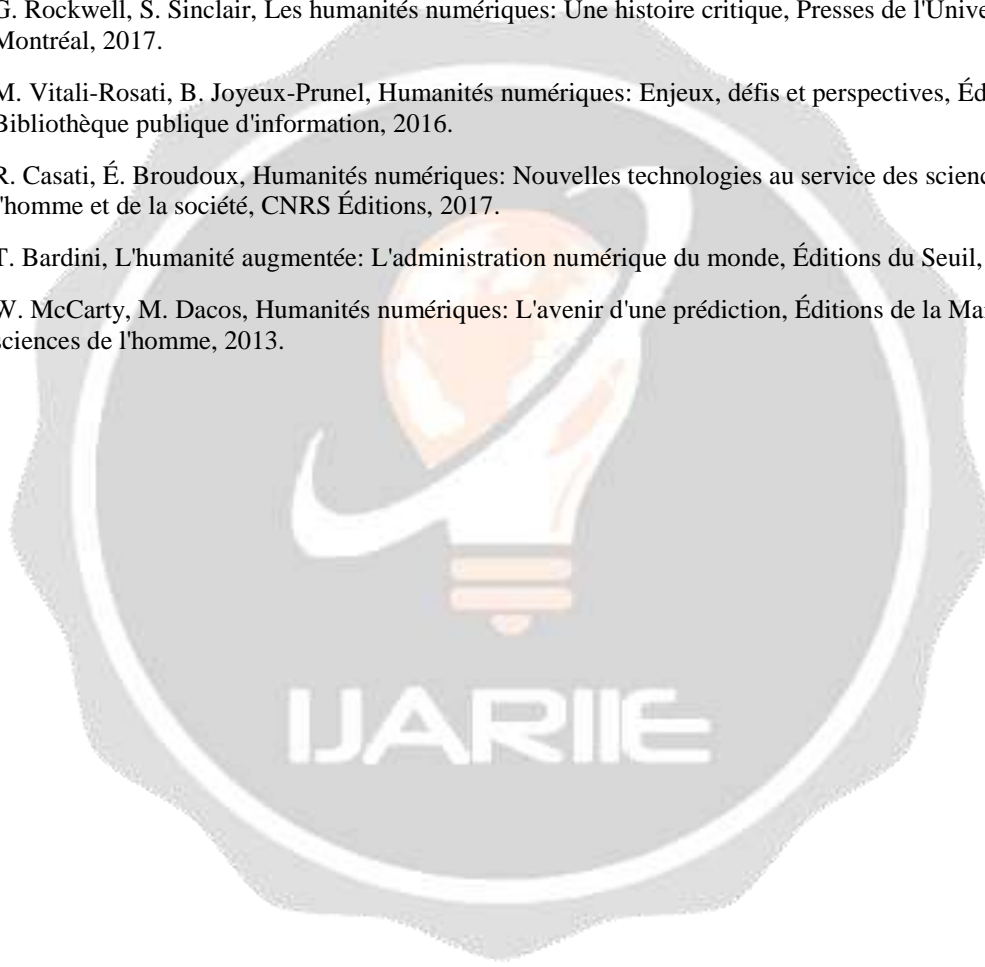 G. Rockwell, S. Sinclair, Les humanités numériques: Une histoire critique, Presses de l'Unive
Montréal, 2017.
M. Vitali-Rosati, B. Joyeux-Prunel, Humanités numériques: Enjeux, défis et perspectives, Éd
Bibliothèque publique d'information, 2016.
R. Casati, É. Broudoux, Humanités numériques: Nouvelles technologies au service des scienc
l'homme et de la société, CNRS Éditions, 2017.
T. Bardini, L'humanité augmentée: L'administration numérique du monde, Éditions du Seuil,
W. McCarty, M. Dacos, Humanités numériques: L'avenir d'une prédiction, Éditions de la Mai
sciences de l'homme, 2013.
IJARIIE